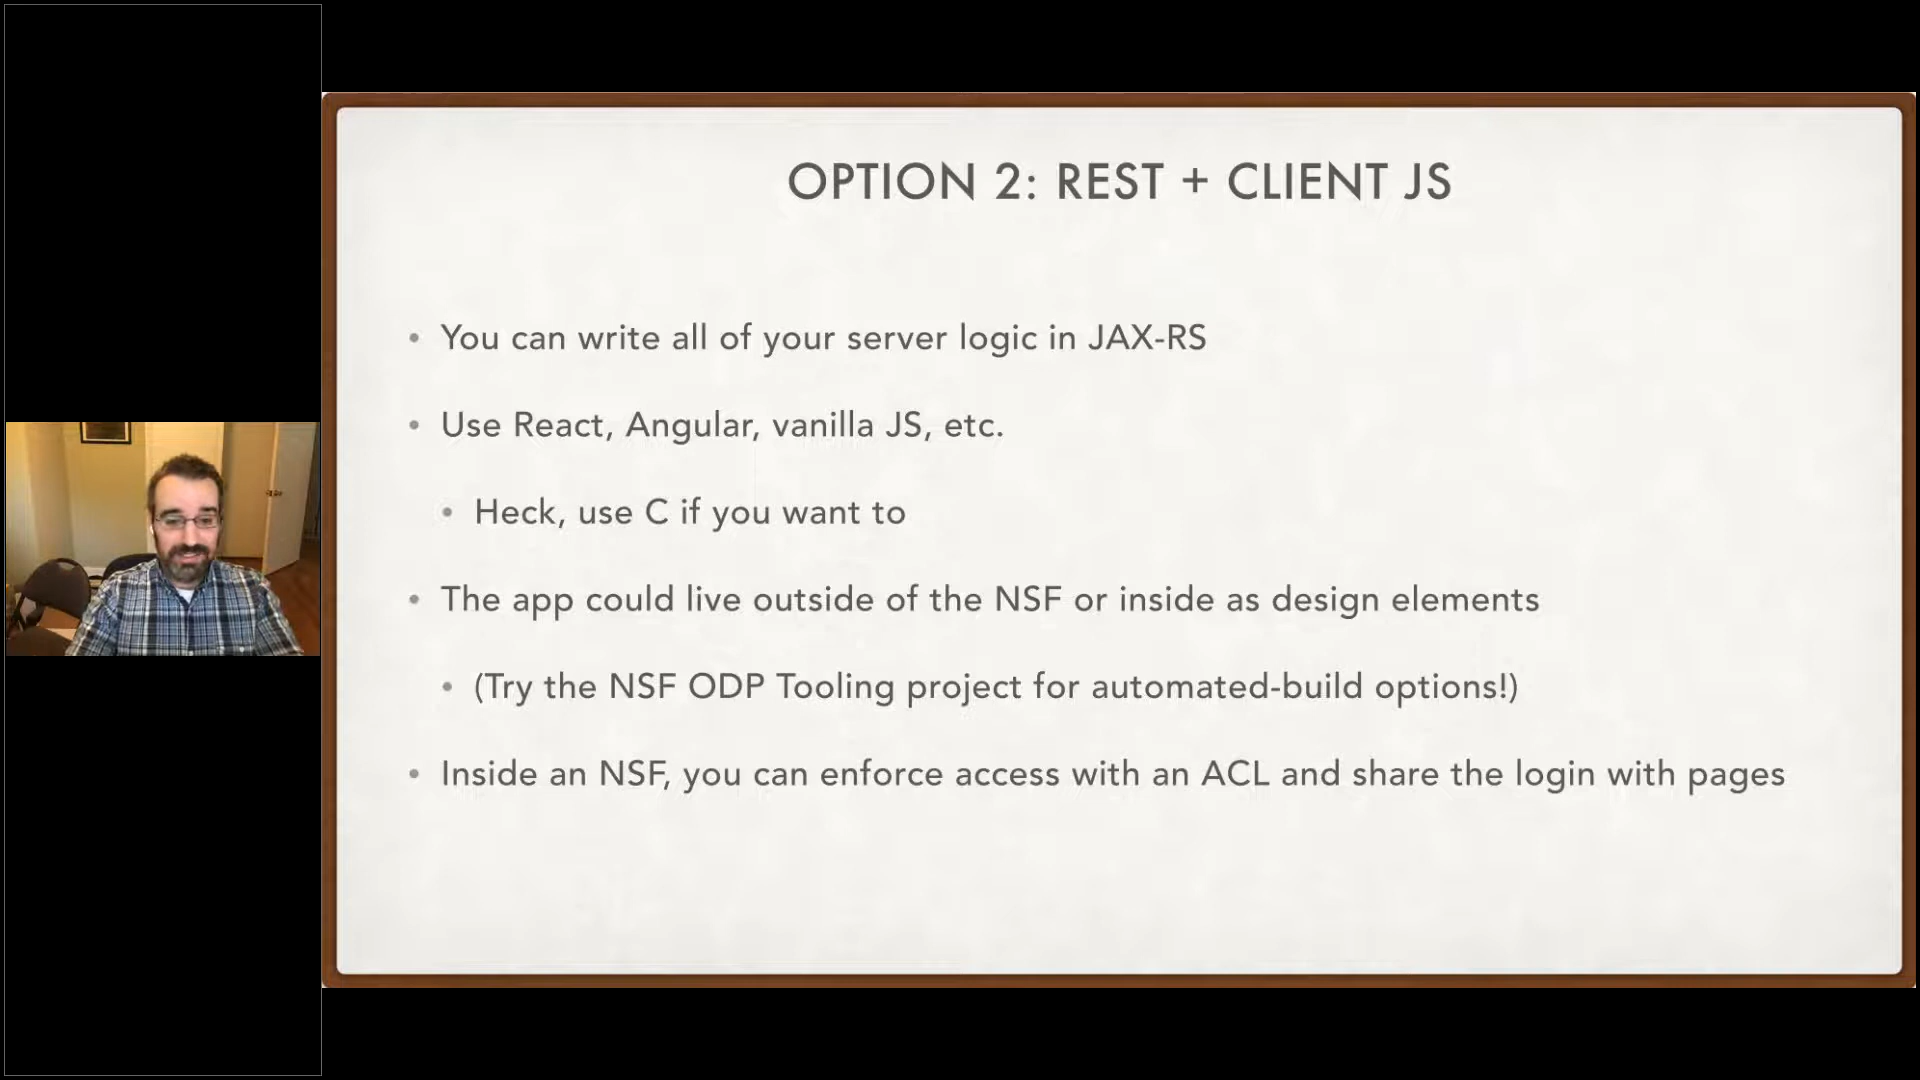 OPTION 2: REST + CLIENT JS
• You can write all of your server logic in JAX-RS
• Use React, Angular, vanilla JS, etc.
• Heck, use C if you want to
• The app could live outside of the NSF or inside as design elements
• (Try the NSF ODP Tooling project for automated-build options!)
• Inside an NSF, you can enforce access with an ACL and share the login with pages